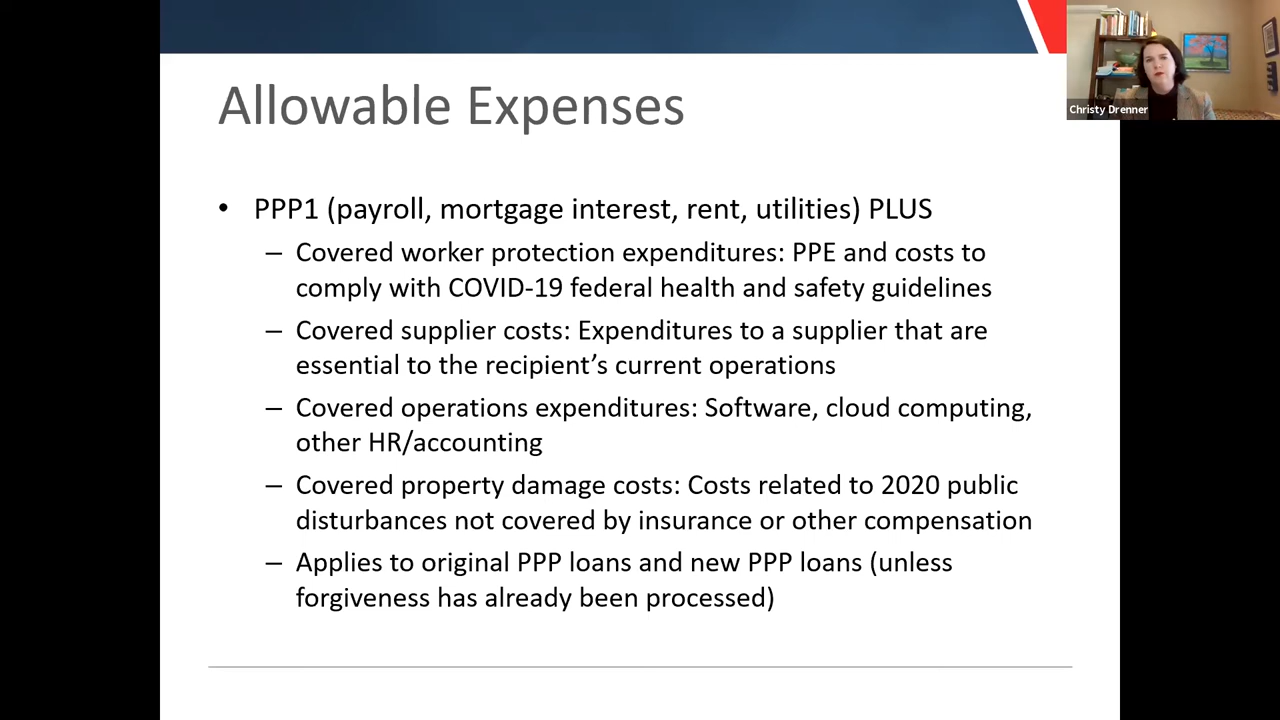 Allowable Expenses
Christy Drenner
• PPP1 (payroll, mortgage interest, rent, utilities) PLUS
– Covered worker protection expenditures: PPE and costs to
comply with COVID-19 federal health and safety guidelines
– Covered supplier costs: Expenditures to a supplier that are
essential to the recipient’s current operations
– Covered operations expenditures: Software, cloud computing,
other HR/accounting
– Covered property damage costs: Costs related to 2020 public
disturbances not covered by insurance or other compensation
– Applies to original PPP loans and new PPP loans (unless
forgiveness has already been processed)